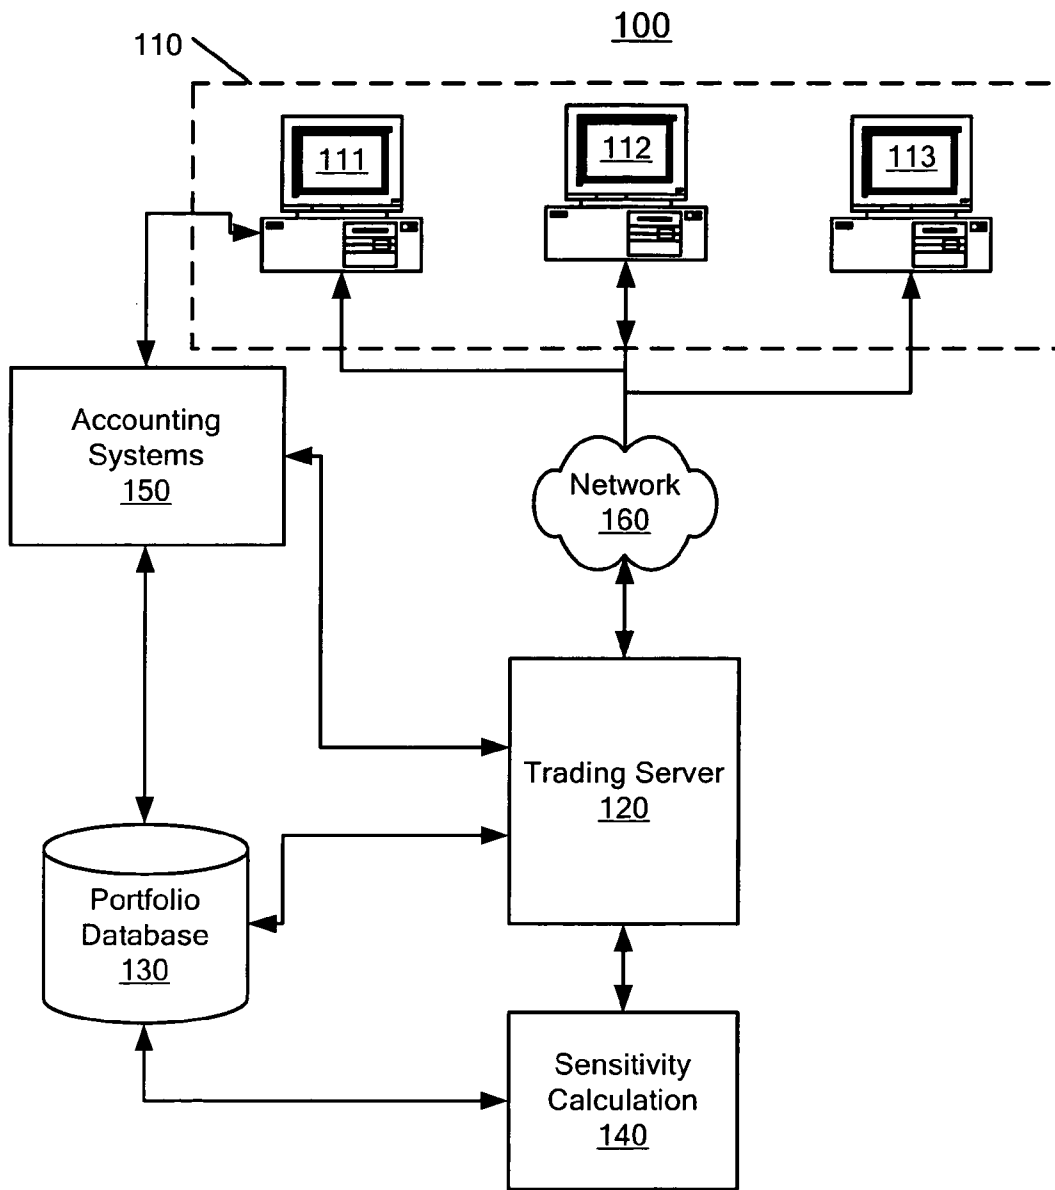 100
110
111
112
113
Accounting
Systems
150
Network
160
Trading Server
120
Portfolio
Database
130
Sensitivity
Calculation
140